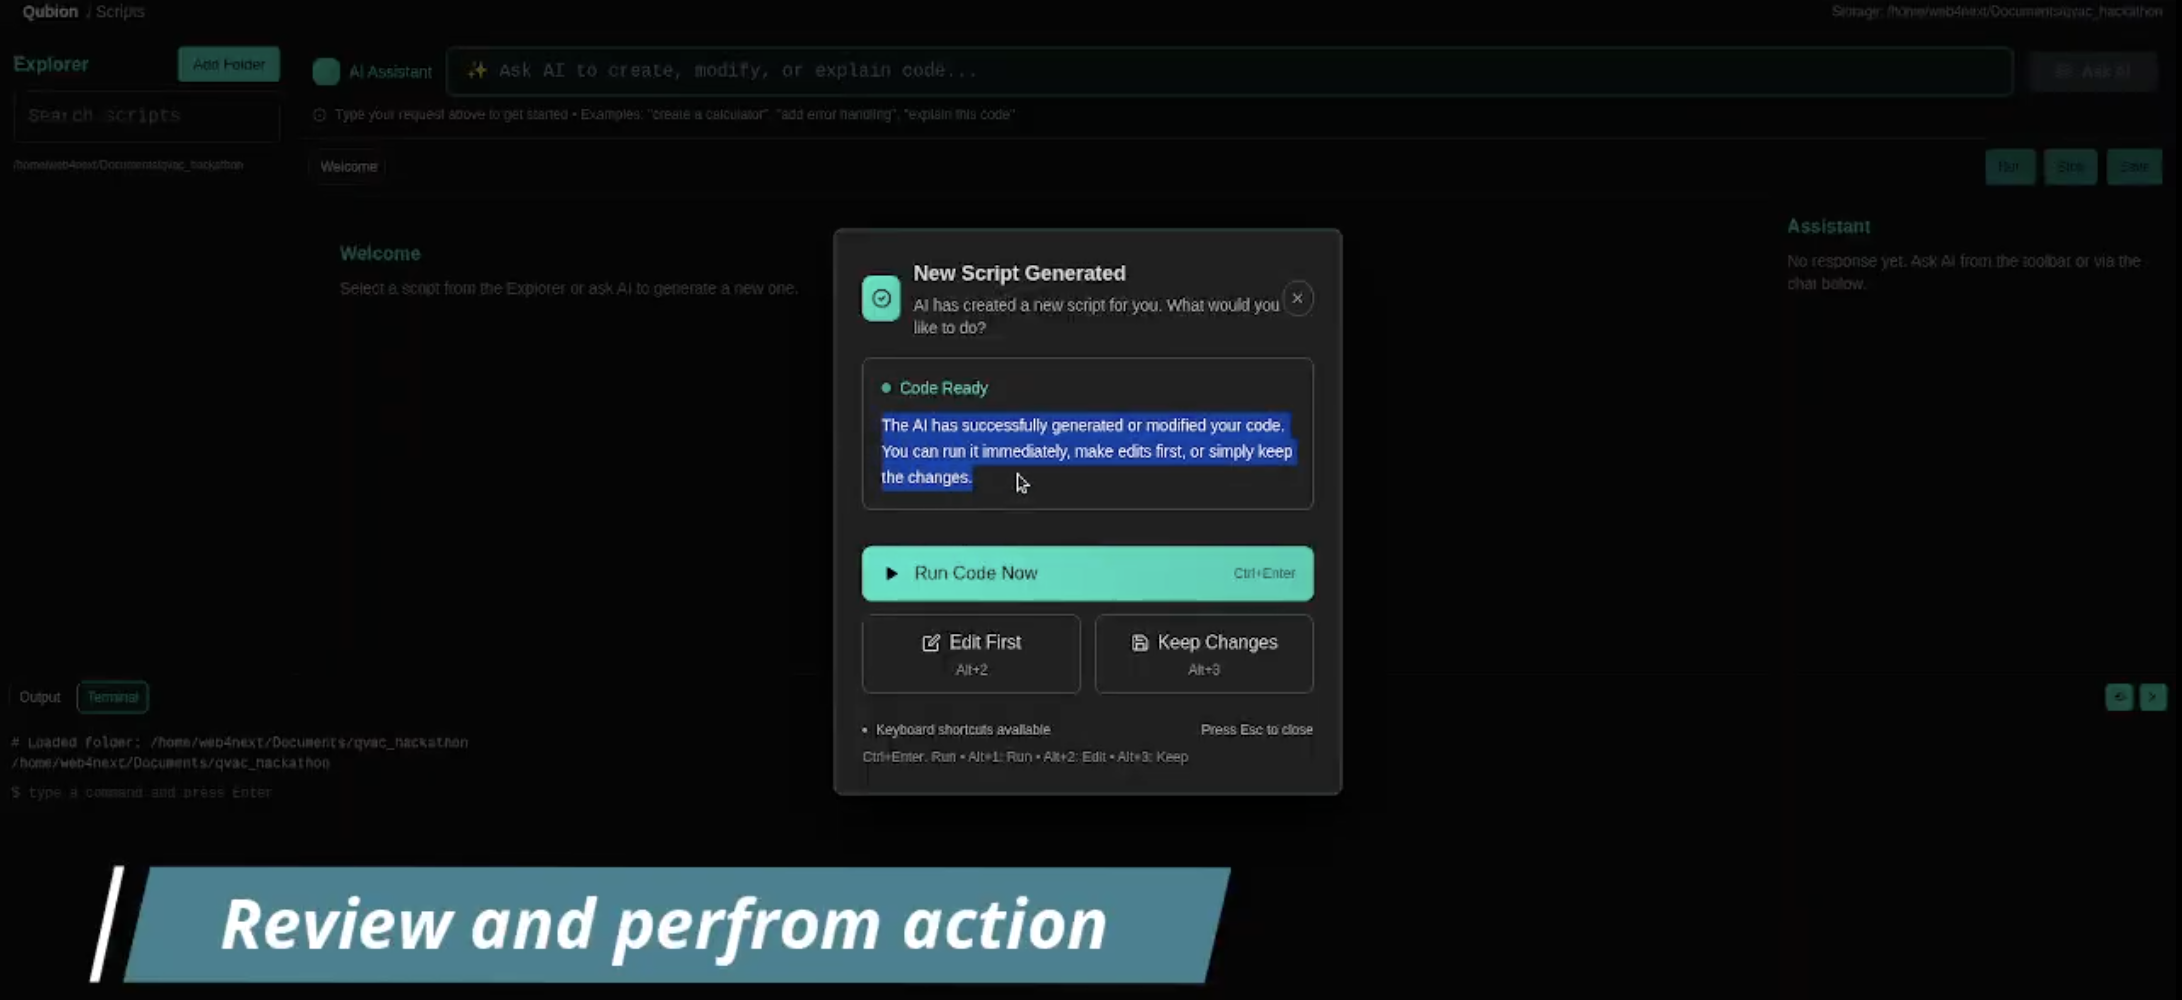 Qubion / Scripts
Storage: /home/web4next/Documents/qvac_hackathon
Explorer
Add Folder
AI Assistant
✨ Ask AI to create, modify, or explain code...
Ask AI
Search scripts
Type your request above to get started • Examples: "create a calculator", "add error handling", "explain this code"
/home/web4next/Documents/qvac_hackathon
Welcome
Run
Stop
Save
Welcome
Select a script from the Explorer or ask AI to generate a new one.
Assistant
No response yet. Ask AI from the toolbar or via the
chat below.
New Script Generated
AI has created a new script for you. What would you
like to do?
Code Ready
The AI has successfully generated or modified your code.
You can run it immediately, make edits first, or simply keep
the changes.
Run Code Now
Ctrl+Enter
Edit First
Alt+2
Keep Changes
Alt+3
• Keyboard shortcuts available
Press Esc to close
Ctrl+Enter: Run • Alt+1: Run • Alt+2: Edit • Alt+3: Keep
Output
Terminal
# Loaded folder: /home/web4next/Documents/qvac_hackathon
/home/web4next/Documents/qvac_hackathon
$ type a command and press Enter
Review and perfrom action